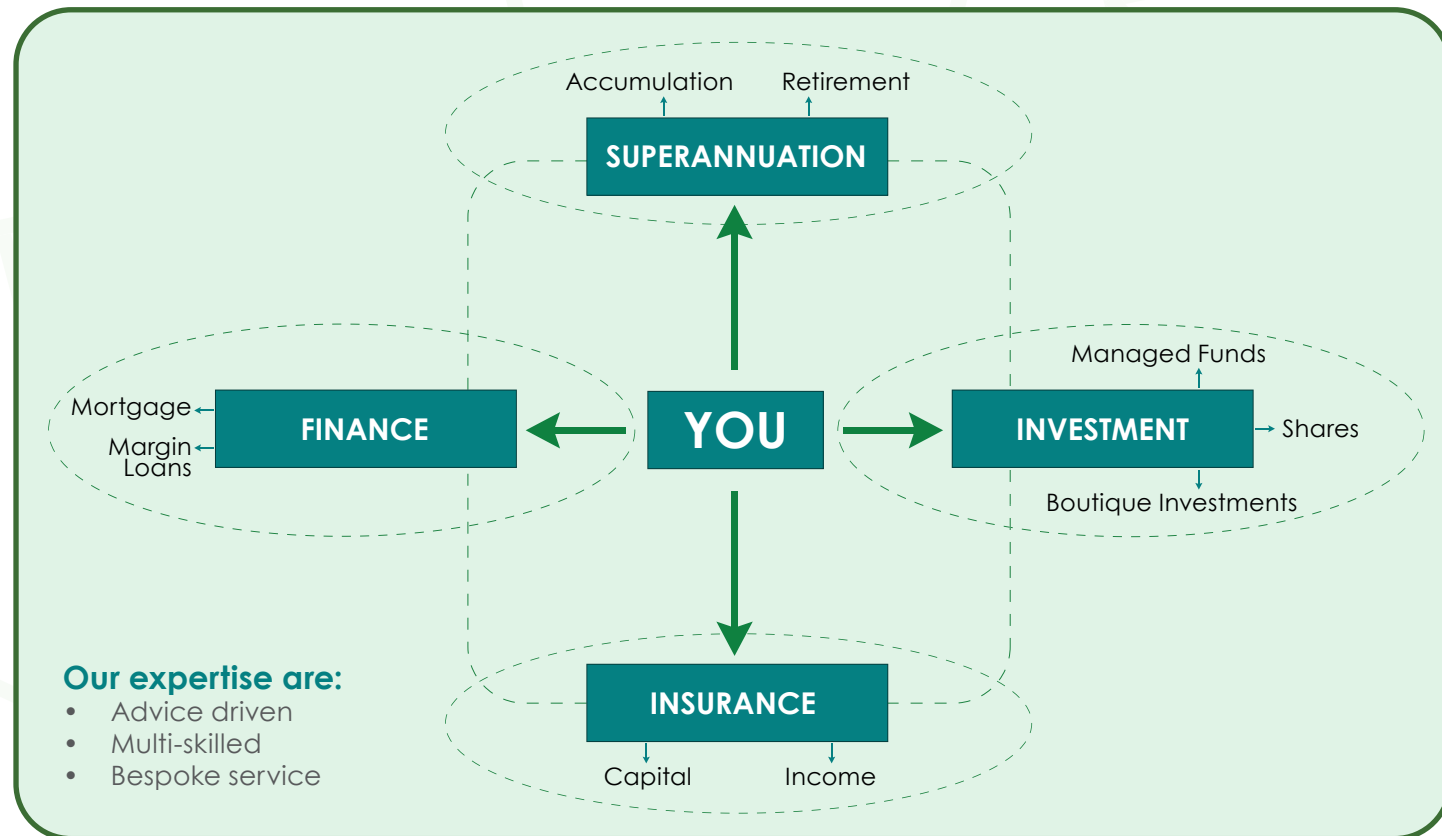 Accumulation
Retirement
SUPERANNUATION
Mortgage
Margin
Loans
FINANCE
YOU
INVESTMENT
Managed Funds
Shares
Boutique Investments
INSURANCE
Capital
Income
Our expertise are:
• Advice driven
• Multi-skilled
• Bespoke service